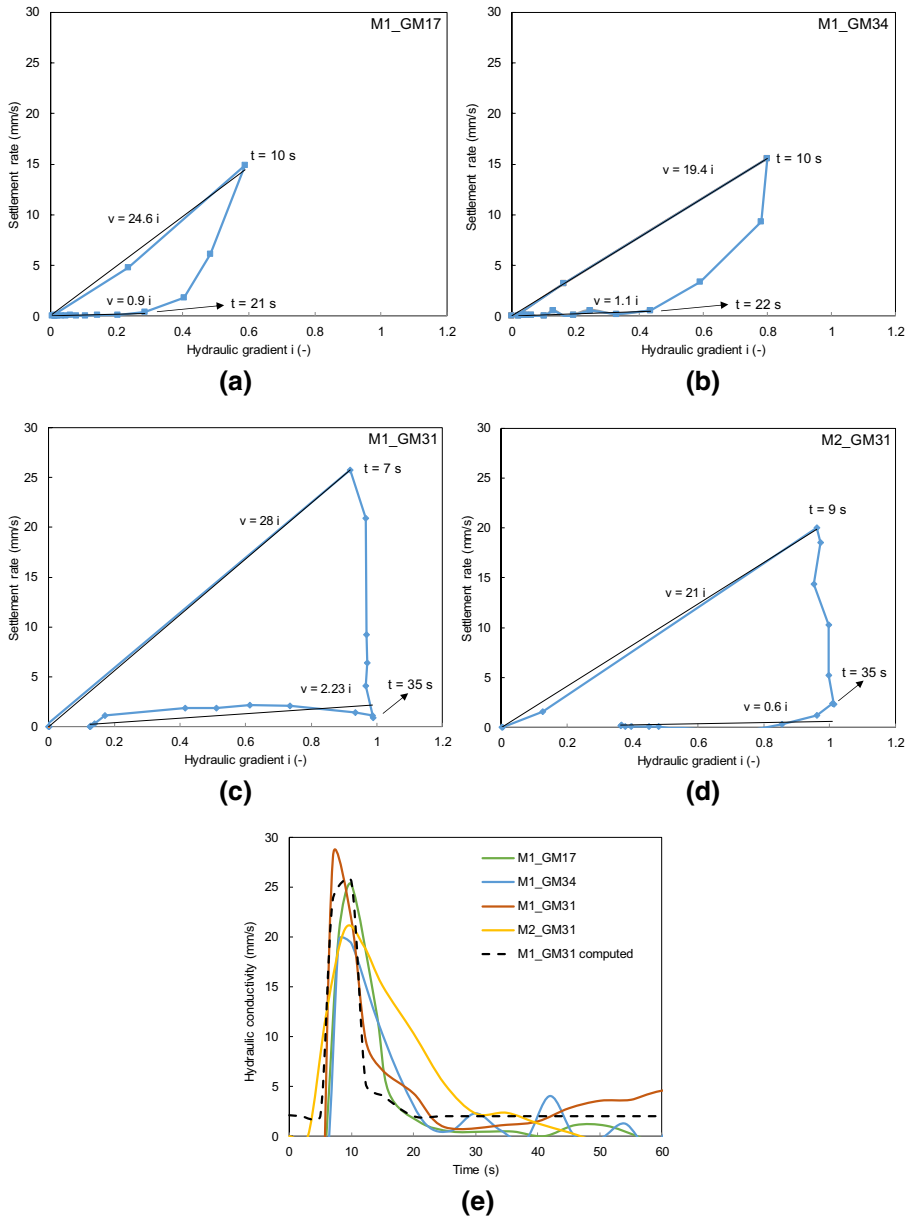 M1_GM17
30
25
20
15
10
5
0
Settlement rate (mm/s)
t = 10 s
v = 24.6 i
v = 0.9 i
t = 21 s
0 0.2 0.4 0.6 0.8 1 1.2
Hydraulic gradient i (-)
(a)
M1_GM34
30
25
20
15
10
5
0
Settlement rate (mm/s)
t = 10 s
v = 19.4 i
v = 1.1 i
t = 22 s
0 0.2 0.4 0.6 0.8 1 1.2
Hydraulic gradient i (-)
(b)
M1_GM31
30
25
20
15
10
5
0
Settlement rate (mm/s)
t = 7 s
v = 28 i
v = 2.23 i
t = 35 s
0 0.2 0.4 0.6 0.8 1 1.2
Hydraulic gradient i (-)
(c)
M2_GM31
30
25
20
15
10
5
0
Settlement rate (mm/s)
t = 9 s
v = 21 i
t = 35 s
v = 0.6 i
0 0.2 0.4 0.6 0.8 1 1.2
Hydraulic gradient i (-)
(d)
30
25
20
15
10
5
0
Hydraulic conductivity (mm/s)
M1_GM17
M1_GM34
M1_GM31
M2_GM31
M1_GM31 computed
0 10 20 30 40 50 60
Time (s)
(e)